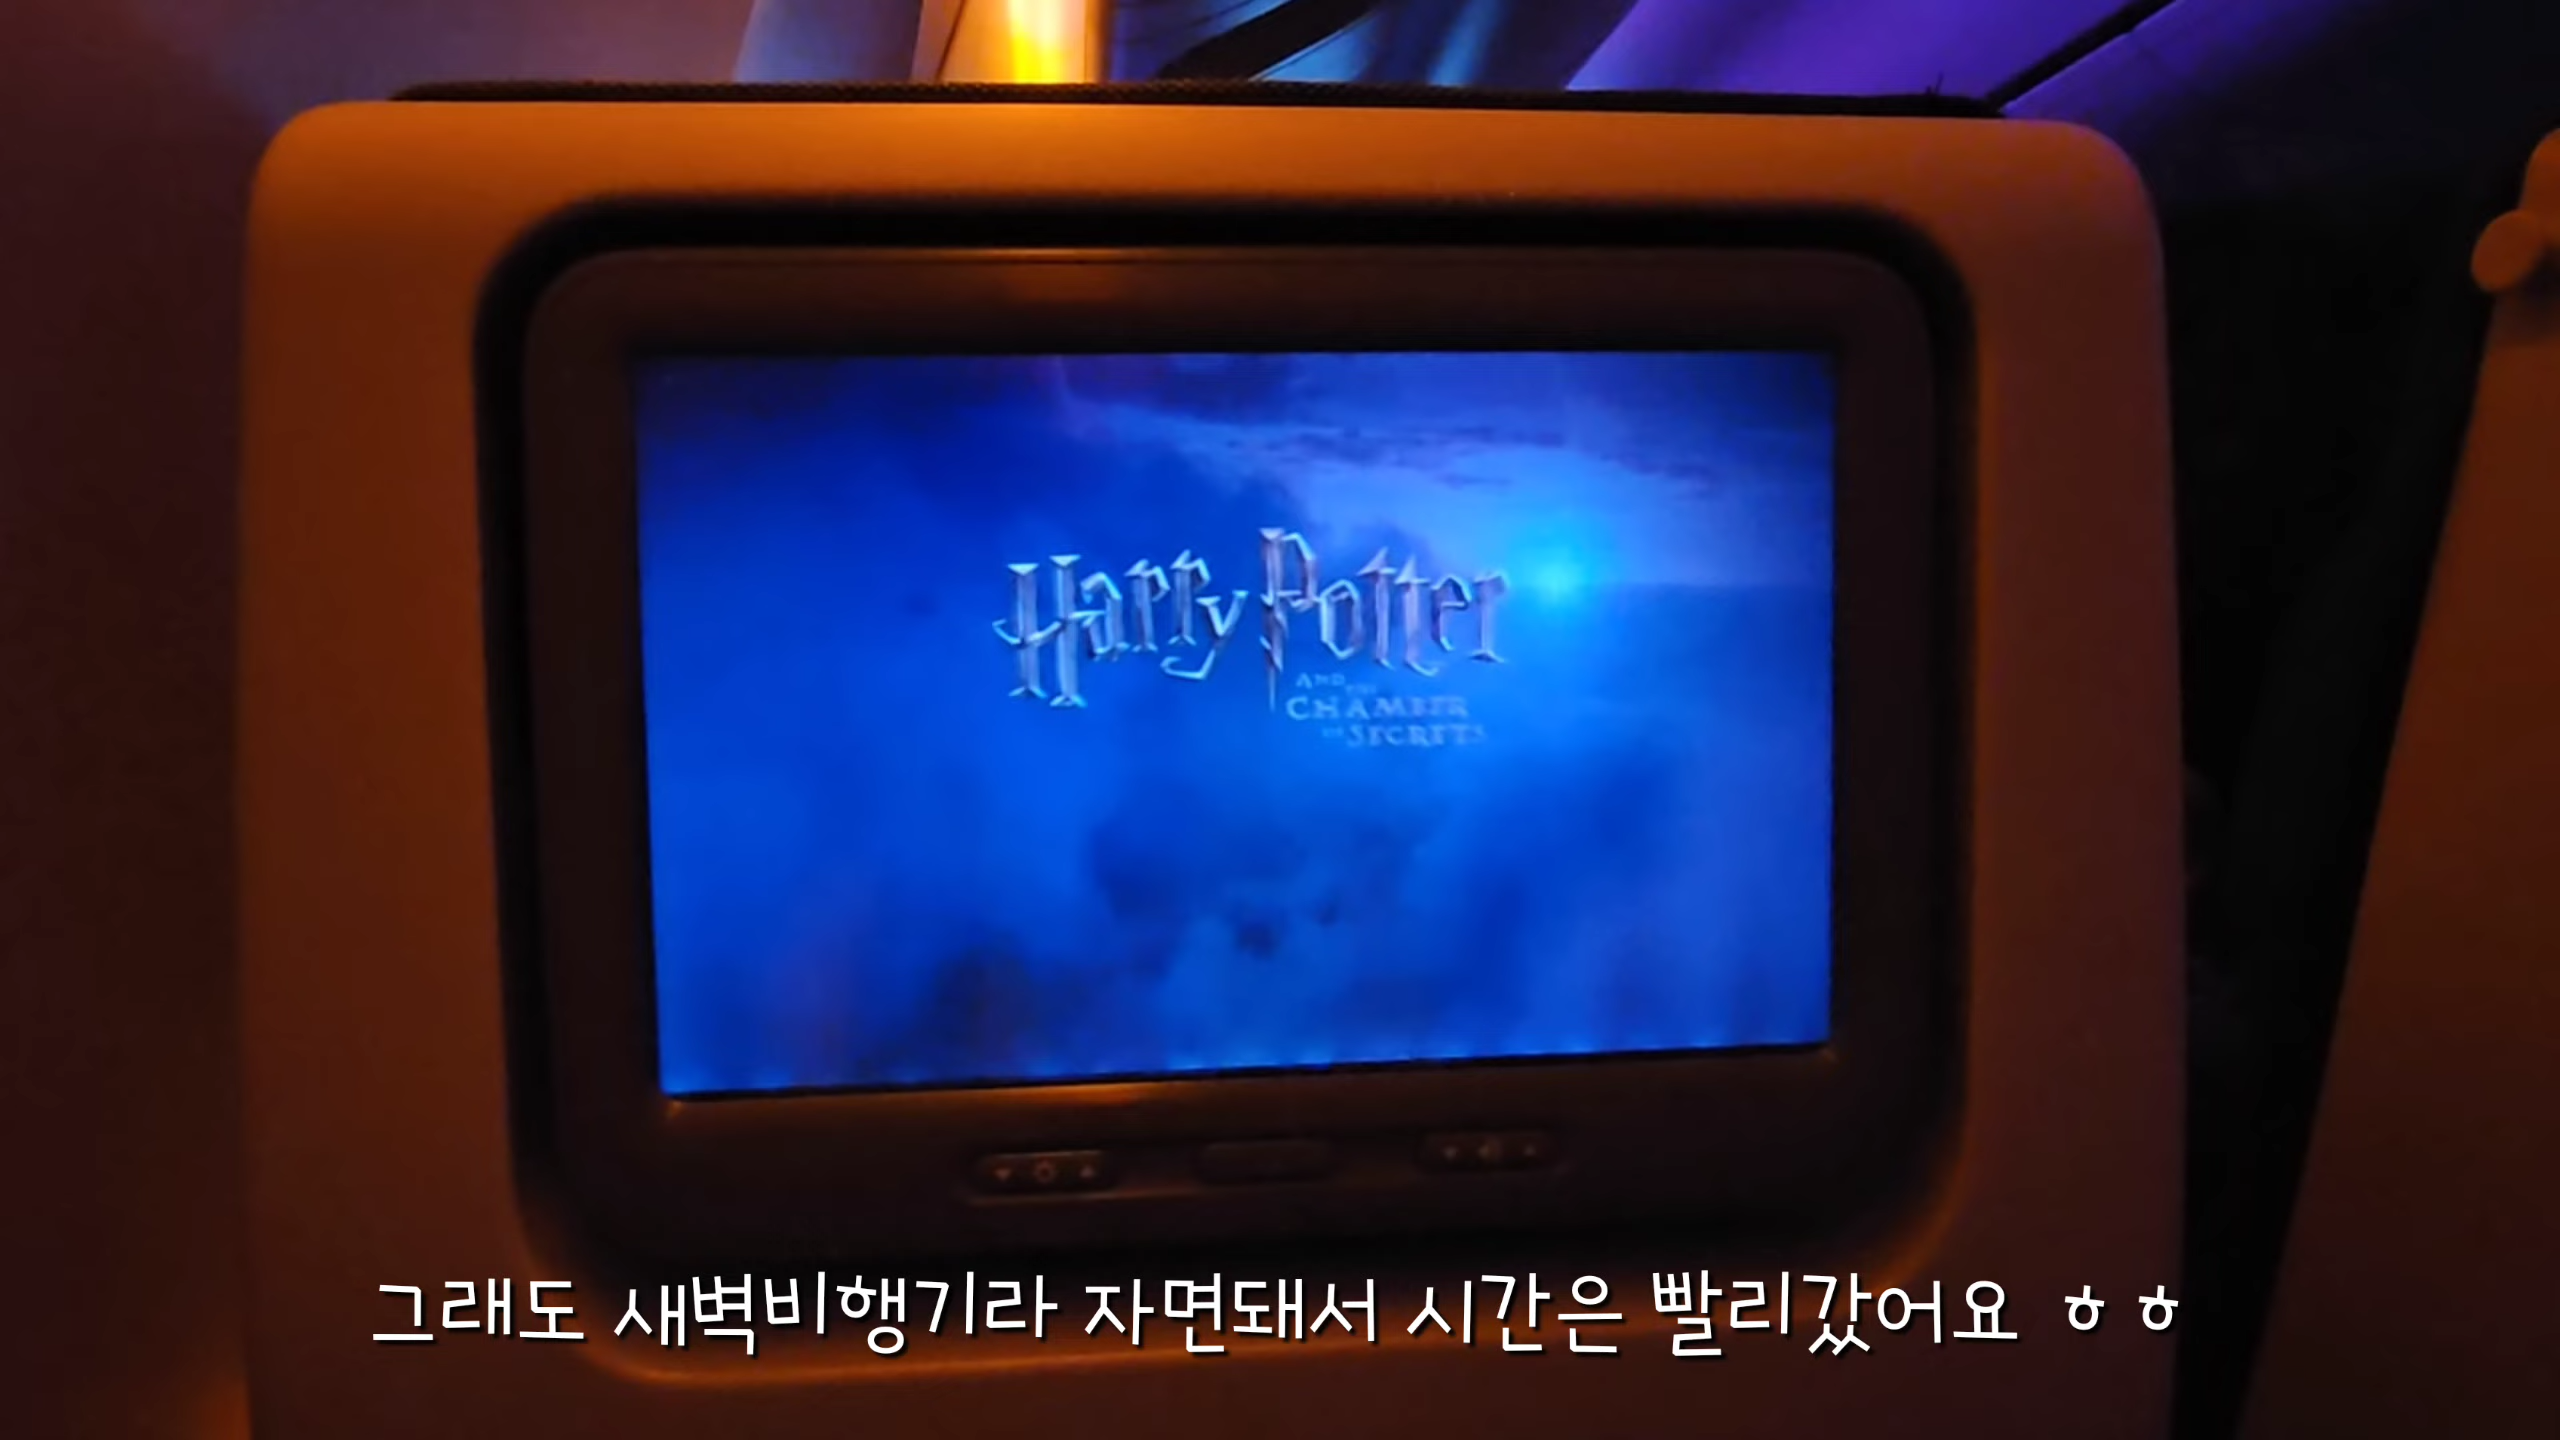 Harry Potter
AND THE
CHAMBER
OF SECRETS
그래도 새벽비행기라 자면돼서 시간은 빨리갔어요 ㅎㅎ